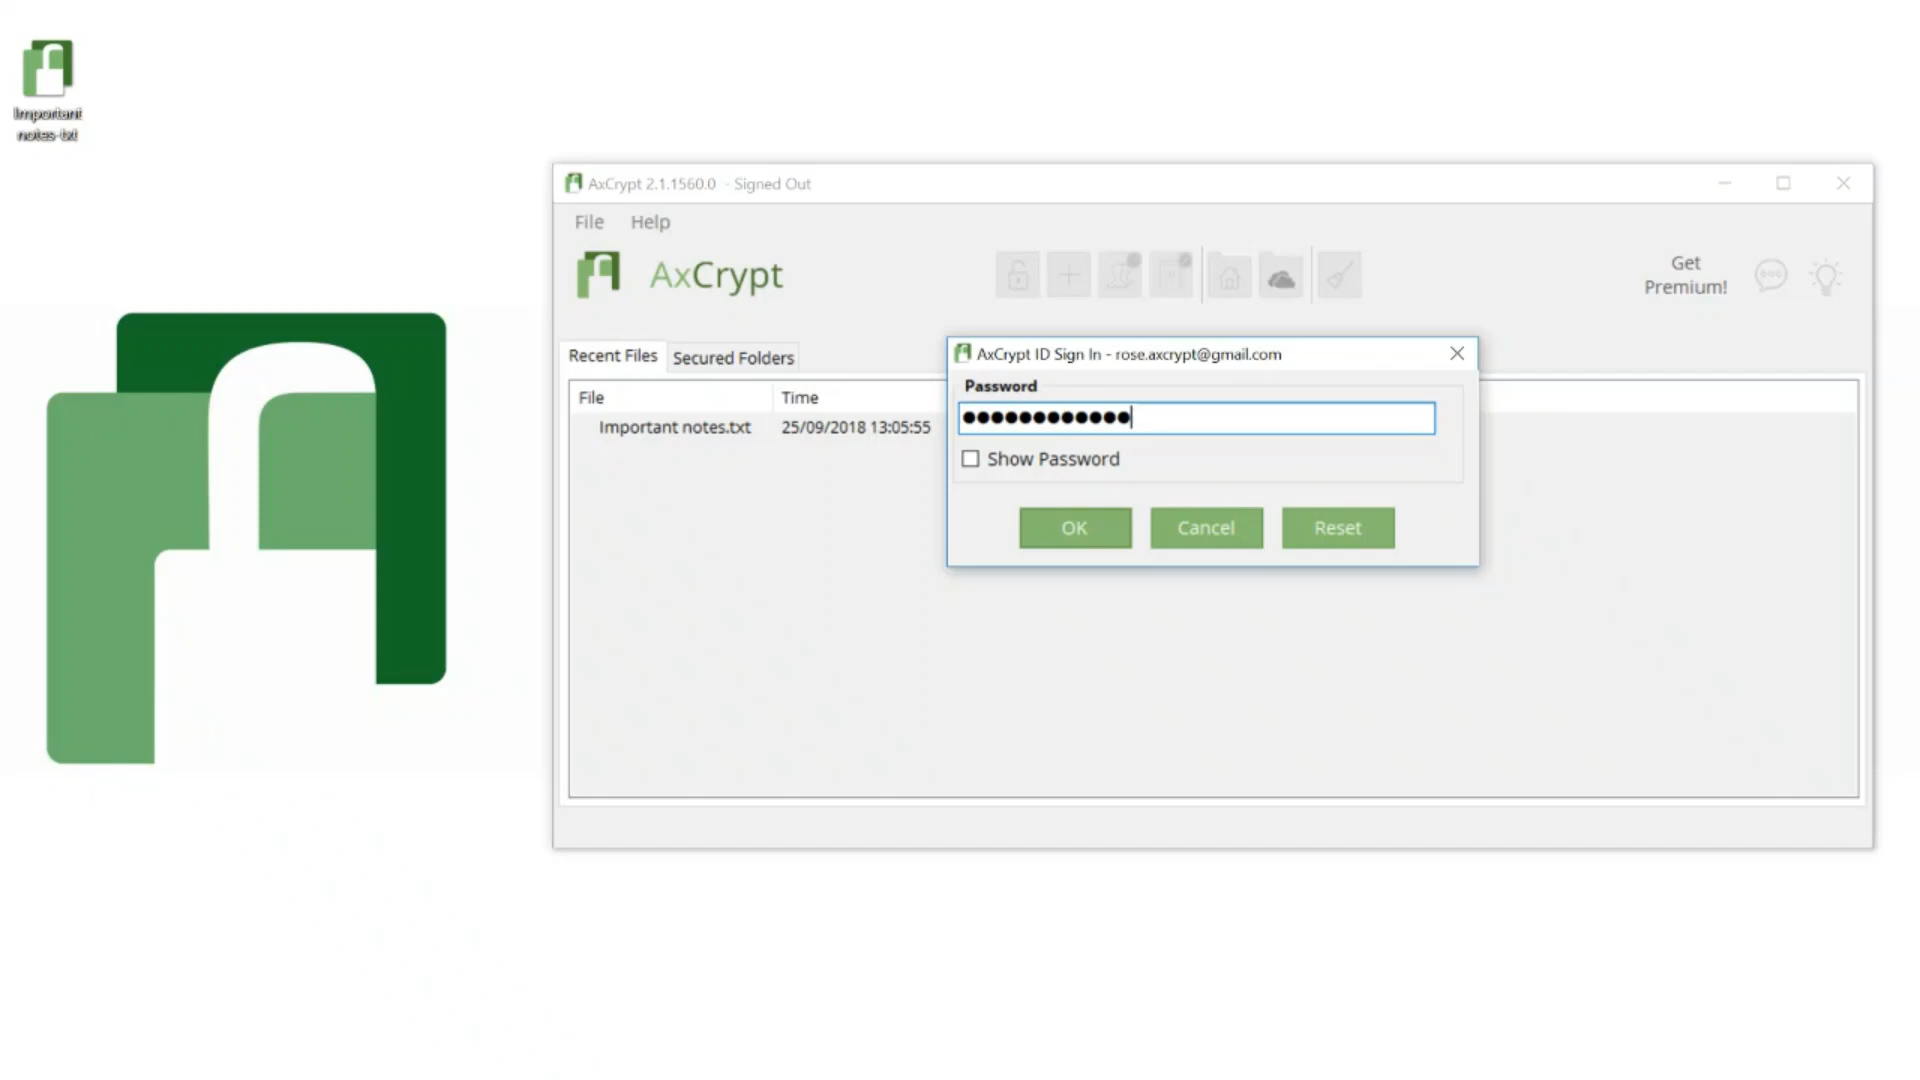 Important
notes-txt
AxCrypt 2.1.1560.0 - Signed Out
File Help
AxCrypt
Get
Premium!
Recent Files Secured Folders
File Time
Important notes.txt 25/09/2018 13:05:55
AxCrypt ID Sign In - rose.axcrypt@gmail.com
Password
●●●●●●●●●●●●
Show Password
OK Cancel Reset